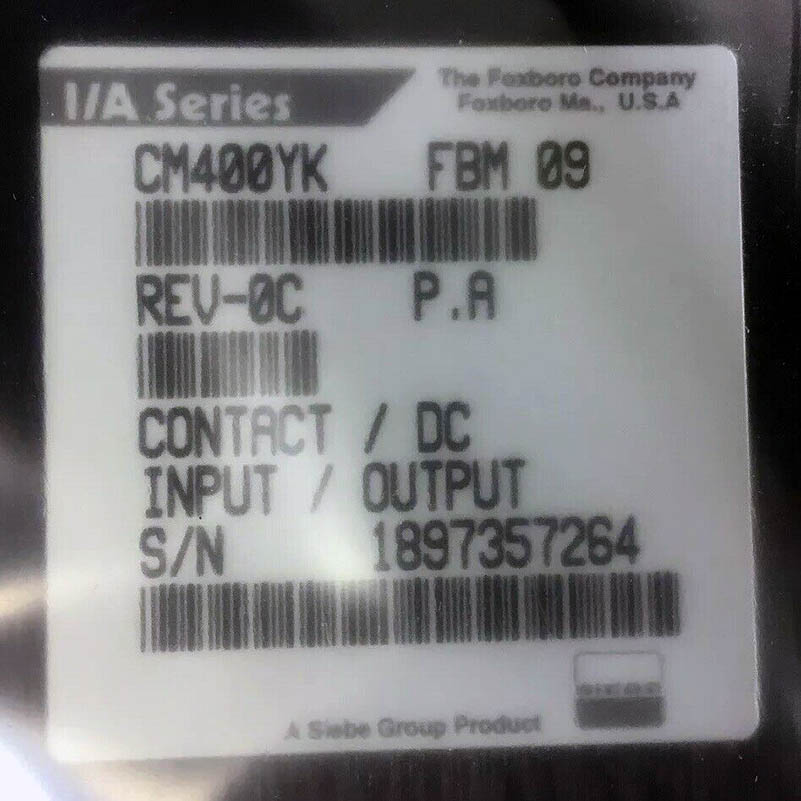 I/A Series
The Foxboro Company
Foxboro Ma., U.S.A
CM400YK FBM 09
REV-0C P.A
CONTACT / DC
INPUT / OUTPUT
S/N 1897357264
SIEBE
A Siebe Group Product